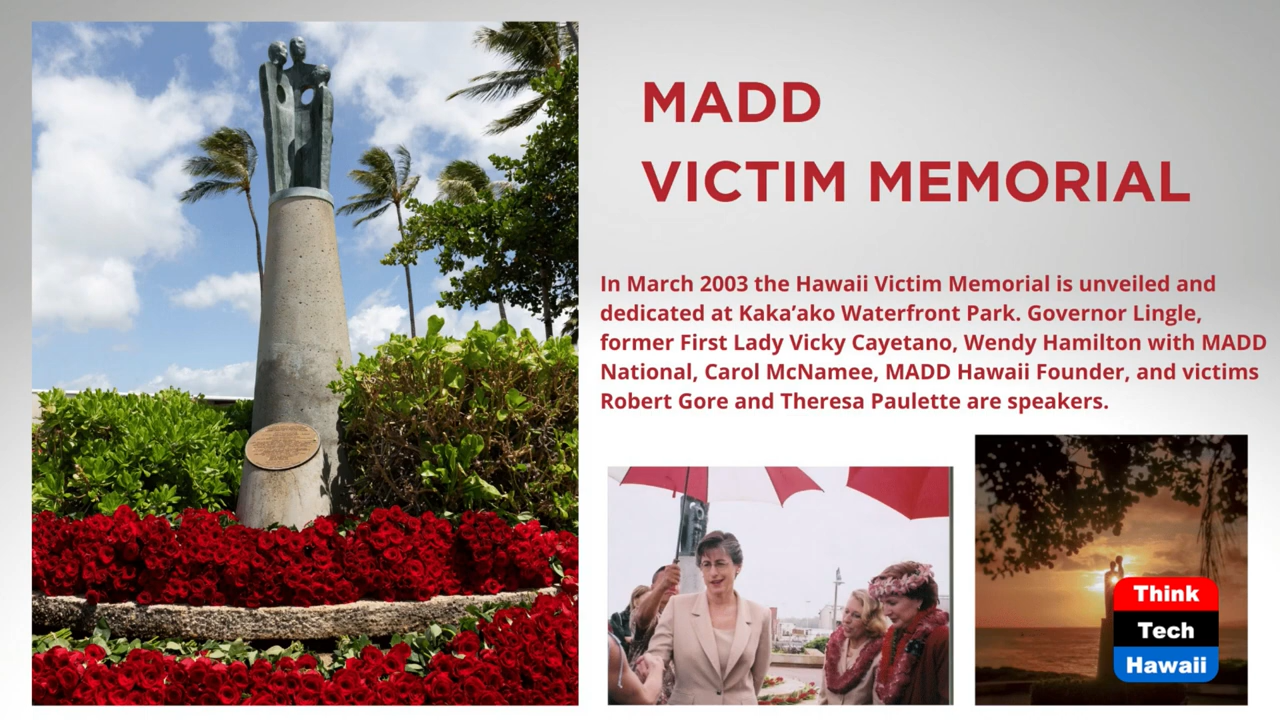 MADD
VICTIM MEMORIAL
In March 2003 the Hawaii Victim Memorial is unveiled and
dedicated at Kaka’ako Waterfront Park. Governor Lingle,
former First Lady Vicky Cayetano, Wendy Hamilton with MADD
National, Carol McNamee, MADD Hawaii Founder, and victims
Robert Gore and Theresa Paulette are speakers.
Think
Tech
Hawaii